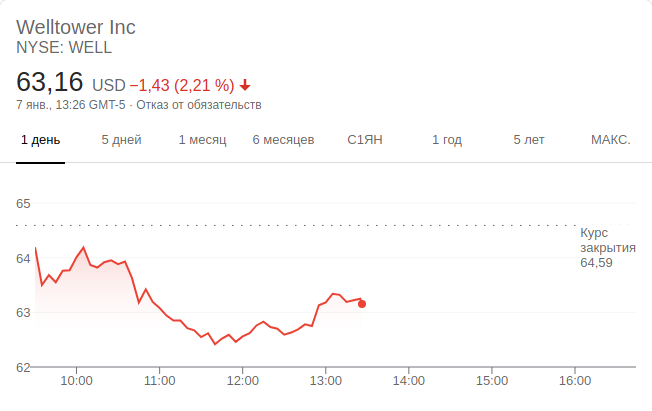 Welltower Inc
NYSE: WELL
63,16 USD −1,43 (2,21 %)
7 янв., 13:26 GMT-5 · Отказ от обязательств
1 день 5 дней 1 месяц 6 месяцев С1ЯН 1 год 5 лет МАКС.
65
Курс
закрытия
64,59
64
63
62
10:00 11:00 12:00 13:00 14:00 15:00 16:00